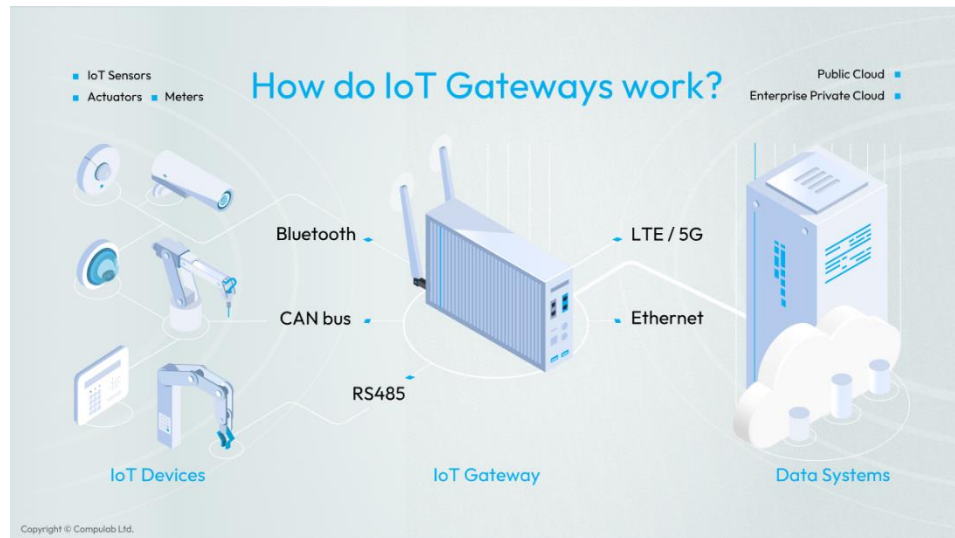 How do IoT Gateways work?
IoT Sensors
Actuators Meters
Public Cloud
Enterprise Private Cloud
Bluetooth
CAN bus
RS485
LTE / 5G
Ethernet
IoT Devices
IoT Gateway
Data Systems
Copyright © Compulab Ltd.